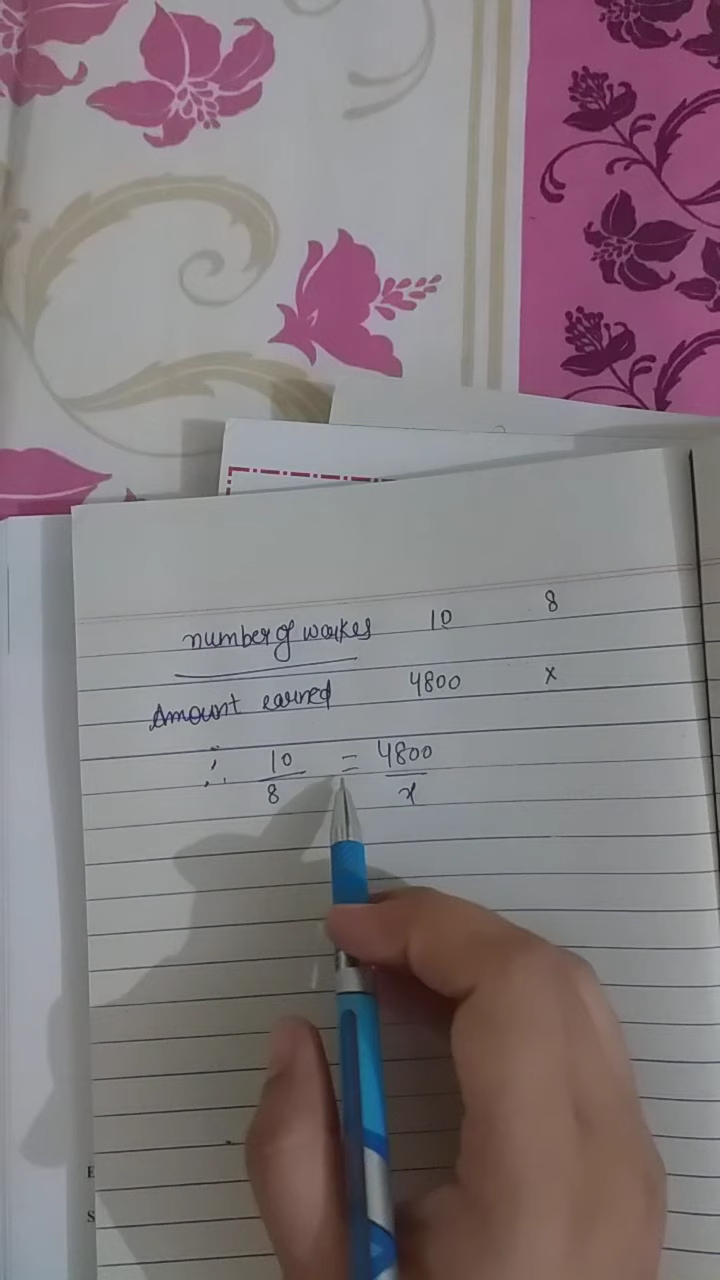 number of workes 10 8
Amount earned 4800 x
∴ 10/8 = 4800/x
E
S